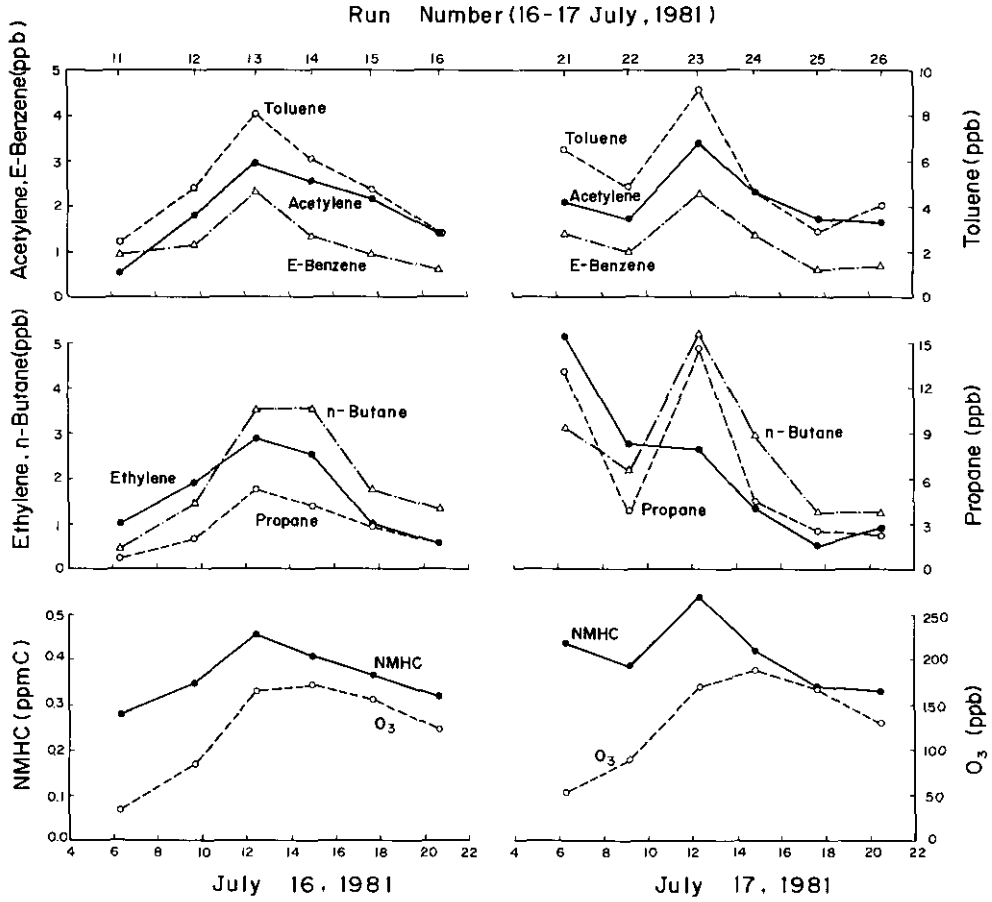 Run Number (16-17 July, 1981)
11 12 13 14 15 16
21 22 23 24 25 26
Acetylene, E-Benzene (ppb)
5
4
3
2
1
0
Toluene
Acetylene
E-Benzene
Toluene
Acetylene
E-Benzene
10
8
6
4
2
0
Toluene (ppb)
Ethylene, n-Butane (ppb)
5
4
3
2
1
0
n-Butane
Ethylene
Propane
n-Butane
Propane
15
12
9
6
3
0
Propane (ppb)
NMHC (ppmC)
0.5
0.4
0.3
0.2
0.1
0.0
NMHC
O3
NMHC
O3
250
200
150
100
50
0
O3 (ppb)
4 6 8 10 12 14 16 18 20 22
4 6 8 10 12 14 16 18 20 22
July 16, 1981
July 17, 1981